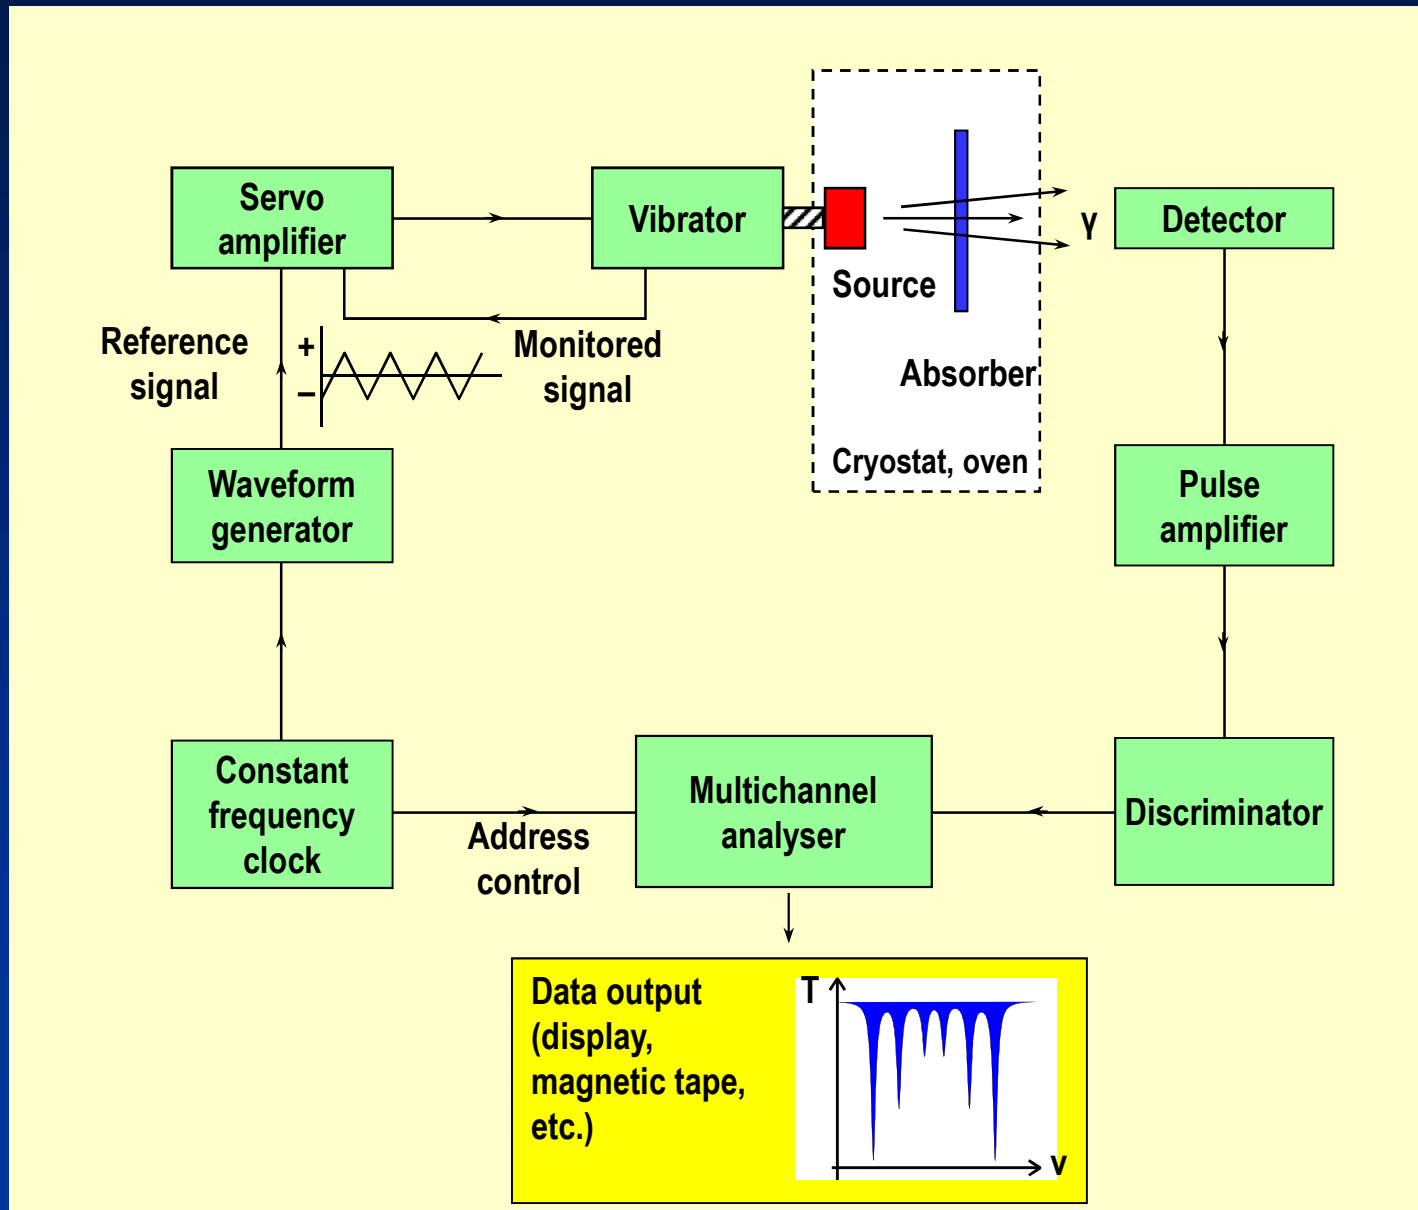 Servo
amplifier
Vibrator
Source
Absorber
Cryostat, oven
γ
Detector
Reference
signal
+
−
Monitored
signal
Waveform
generator
Pulse
amplifier
Constant
frequency
clock
Address
control
Multichannel
analyser
Discriminator
Data output
(display,
magnetic tape,
etc.)
T
v